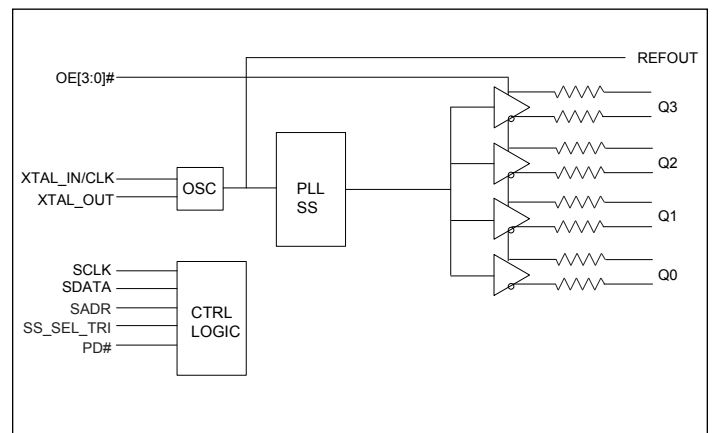 REFOUT
OE[3:0]#
Q3
Q2
XTAL_IN/CLK
XTAL_OUT
OSC
PLL
SS
Q1
Q0
SCLK
SDATA
SADR
SS_SEL_TRI
PD#
CTRL
LOGIC